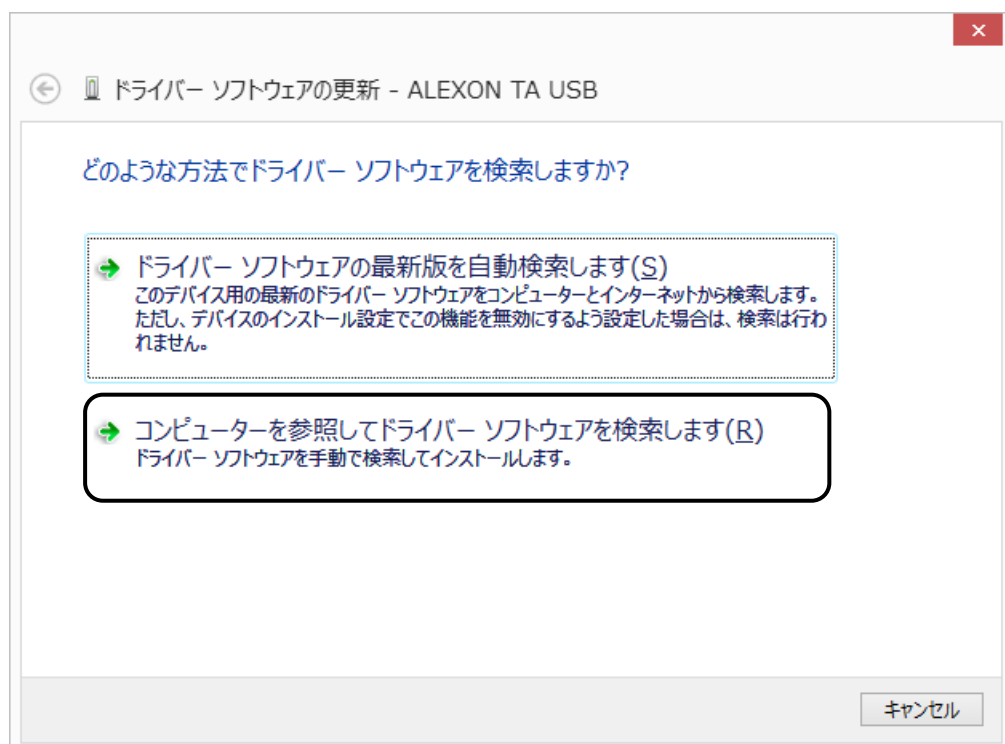 ドライバー ソフトウェアの更新 - ALEXON TA USB
どのような方法でドライバー ソフトウェアを検索しますか?
ドライバー ソフトウェアの最新版を自動検索します(S)
このデバイス用の最新のドライバー ソフトウェアをコンピューターとインターネットから検索します。
ただし、デバイスのインストール設定でこの機能を無効にするよう設定した場合は、検索は行わ
れません。
コンピューターを参照してドライバー ソフトウェアを検索します(R)
ドライバー ソフトウェアを手動で検索してインストールします。
キャンセル